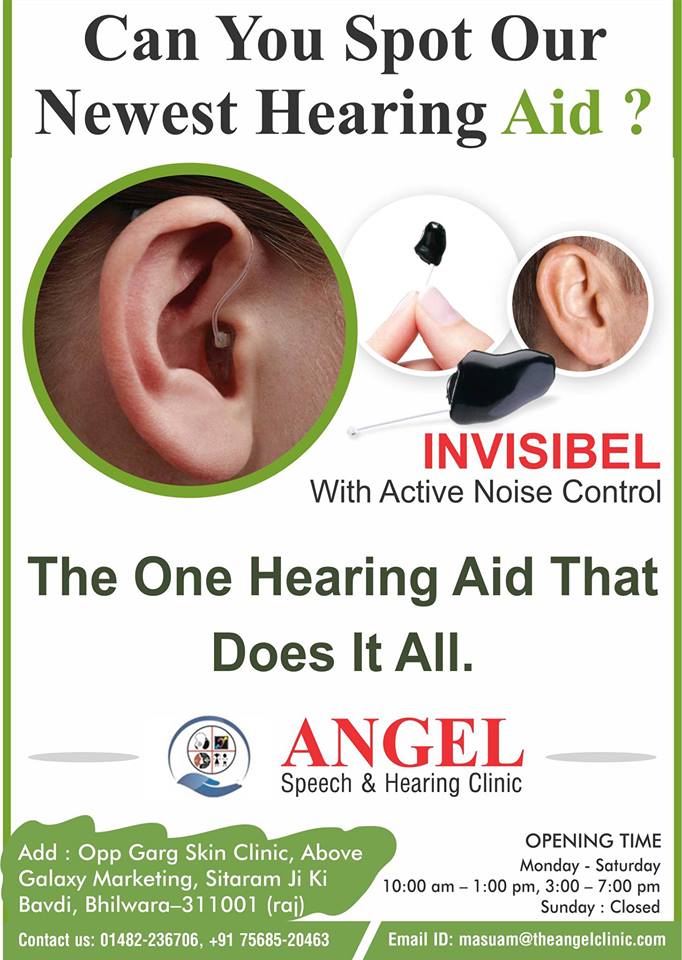 Can You Spot Our
Newest Hearing Aid ?
INVISIBEL
With Active Noise Control
The One Hearing Aid That
Does It All.
ANGEL
Speech & Hearing Clinic
Add : Opp Garg Skin Clinic, Above
Galaxy Marketing, Sitaram Ji Ki
Bavdi, Bhilwara–311001 (raj)
OPENING TIME
Monday - Saturday
10:00 am – 1:00 pm, 3:00 – 7:00 pm
Sunday : Closed
Contact us: 01482-236706, +91 75685-20463
Email ID: masuam@theangelclinic.com